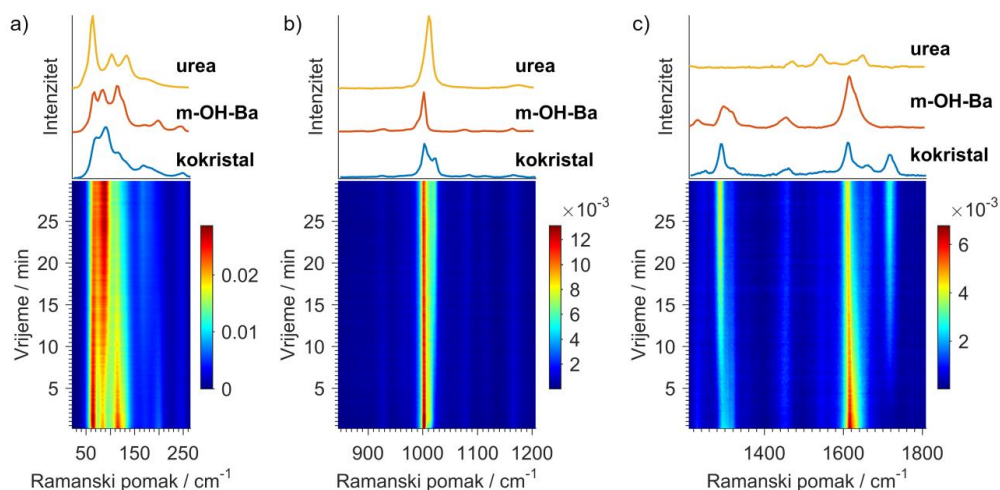 a)
Intenzitet
urea
m-OH-Ba
kokristal
Vrijeme / min
25
20
15
10
5
0.02
0.01
0
50 150 250
Ramanski pomak / cm⁻¹
b)
Intenzitet
urea
m-OH-Ba
kokristal
Vrijeme / min
25
20
15
10
5
×10⁻³
12
10
8
6
4
2
900 1000 1100 1200
Ramanski pomak / cm⁻¹
c)
Intenzitet
urea
m-OH-Ba
kokristal
Vrijeme / min
25
20
15
10
5
×10⁻³
6
4
2
1400 1600 1800
Ramanski pomak / cm⁻¹